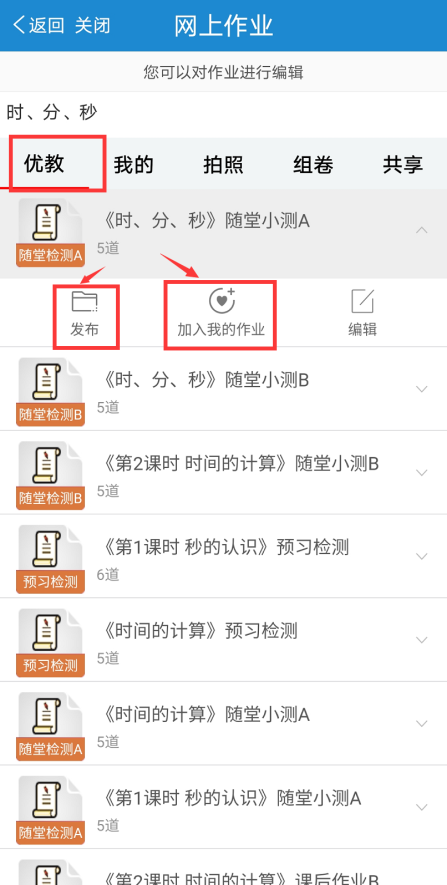 返回 关闭 网上作业
您可以对作业进行编辑
时、分、秒
优教 我的 拍照 组卷 共享
《时、分、秒》随堂小测A
随堂检测A 5道
发布 加入我的作业 编辑
《时、分、秒》随堂小测B
随堂检测B 5道
《第2课时 时间的计算》随堂小测B
随堂检测B 5道
《第1课时 秒的认识》预习检测
预习检测 6道
《时间的计算》预习检测
预习检测 5道
《时间的计算》随堂小测A
随堂检测A 5道
《第1课时 秒的认识》随堂小测A
随堂检测A 5道
《第2课时 时间的计算》课后作业B